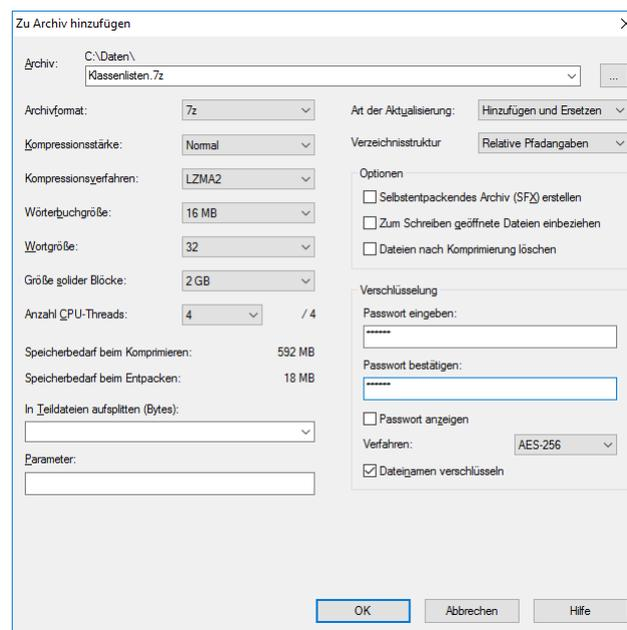 Zu Archiv hinzufügen
Archiv:
C:\Daten\
Klassenlisten.7z
...
Archivformat:
7z
Kompressionsstärke:
Normal
Kompressionsverfahren:
LZMA2
Wörterbuchgröße:
16 MB
Wortgröße:
32
Größe solider Blöcke:
2 GB
Anzahl CPU-Threads:
4
/ 4
Speicherbedarf beim Komprimieren:
592 MB
Speicherbedarf beim Entpacken:
18 MB
In Teildateien aufsplitten (Bytes):
Parameter:
Art der Aktualisierung:
Hinzufügen und Ersetzen
Verzeichnisstruktur
Relative Pfadangaben
Optionen
Selbstentpackendes Archiv (SFX) erstellen
Zum Schreiben geöffnete Dateien einbeziehen
Dateien nach Komprimierung löschen
Verschlüsselung
Passwort eingeben:
******
Passwort bestätigen:
******
Passwort anzeigen
Verfahren:
AES-256
Dateinamen verschlüsseln
OK
Abbrechen
Hilfe